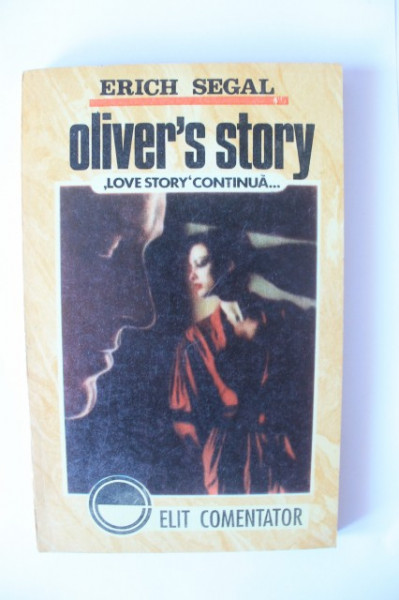 ERICH SEGAL
oliver's story
‚LOVE STORY‘ CONTINUĂ...
ELIT COMENTATOR